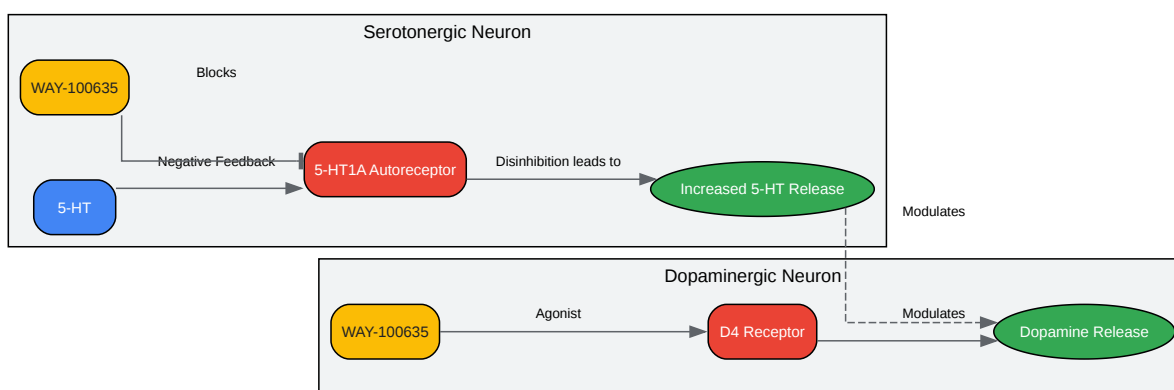 Serotonergic Neuron
WAY-100635
Blocks
Negative Feedback
5-HT1A Autoreceptor
Disinhibition leads to
Increased 5-HT Release
5-HT
Modulates
Dopaminergic Neuron
WAY-100635
Agonist
D4 Receptor
Modulates
Dopamine Release